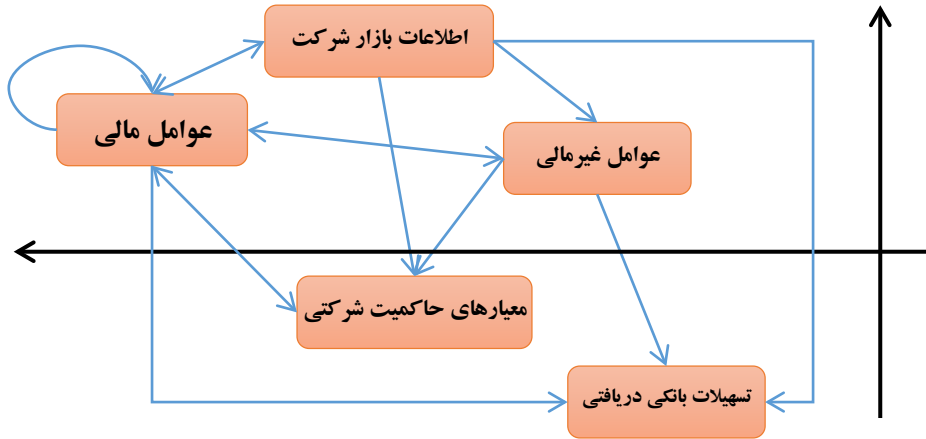 اطلاعات بازار شرکت
عوامل مالی
عوامل غیرمالی
معیارهای حاکمیت شرکتی
تسهیلات بانکی دریافتی